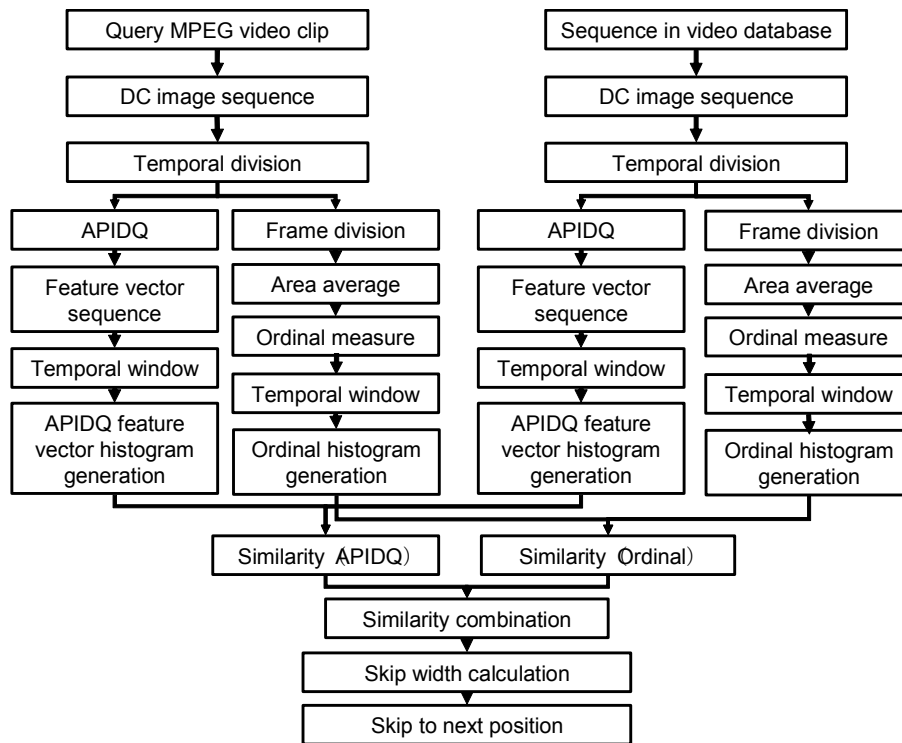 Query MPEG video clip
Sequence in video database
DC image sequence
DC image sequence
Temporal division
Temporal division
APIDQ
Frame division
APIDQ
Frame division
Feature vector
sequence
Area average
Feature vector
sequence
Area average
Ordinal measure
Ordinal measure
Temporal window
Temporal window
Temporal window
Temporal window
APIDQ feature
vector histogram
generation
Ordinal histogram
generation
APIDQ feature
vector histogram
generation
Ordinal histogram
generation
Similarity（APIDQ）
Similarity（Ordinal）
Similarity combination
Skip width calculation
Skip to next position